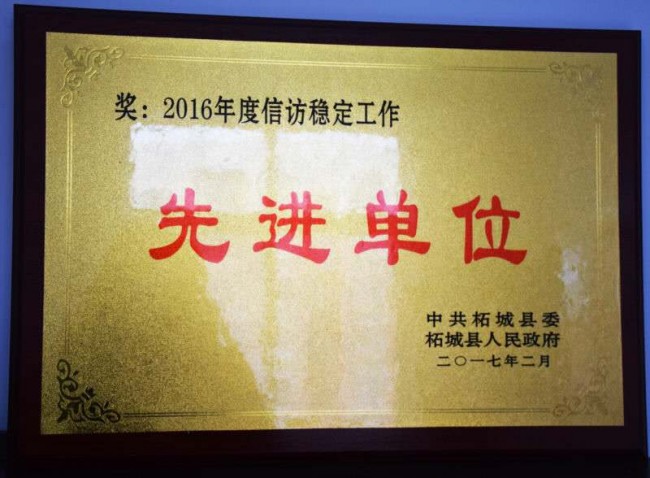 奖：2016年度信访稳定工作
先进单位
中共柘城县委
柘城县人民政府
二〇一七年二月